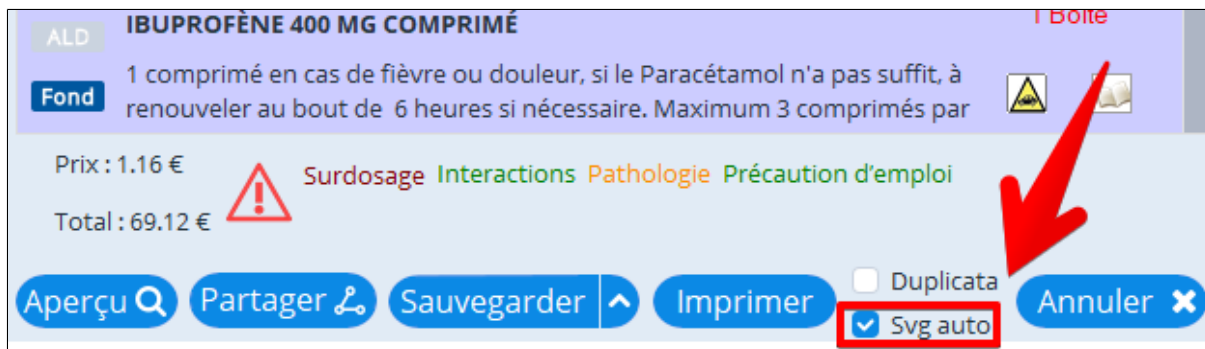 1 Boîte
ALD
IBUPROFÈNE 400 MG COMPRIMÉ
Fond
1 comprimé en cas de fièvre ou douleur, si le Paracétamol n'a pas suffit, à
renouveler au bout de 6 heures si nécessaire. Maximum 3 comprimés par
Prix : 1.16 €
Surdosage Interactions Pathologie Précaution d'emploi
Total : 69.12 €
Aperçu Partager Sauvegarder Imprimer
Duplicata
Svg auto
Annuler